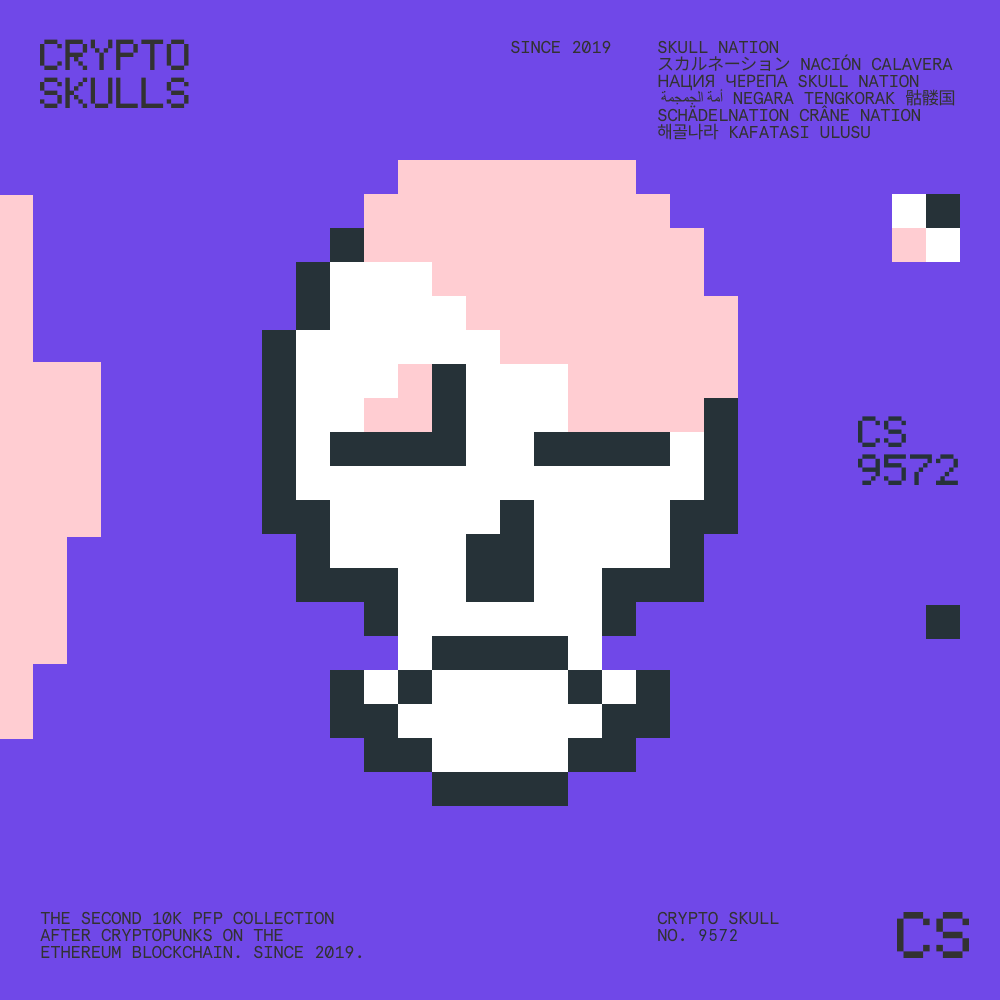 CRYPTO
SKULLS
SINCE 2019
SKULL NATION
スカルネーション NACIÓN CALAVERA
НАЦИЯ ЧЕРЕПА SKULL NATION
أمة الجمجمة NEGARA TENGKORAK 骷髅国
SCHÄDELNATION CRÂNE NATION
해골나라 KAFATASI ULUSU
CS
9572
THE SECOND 10K PFP COLLECTION
AFTER CRYPTOPUNKS ON THE
ETHEREUM BLOCKCHAIN. SINCE 2019.
CRYPTO SKULL
NO. 9572
CS